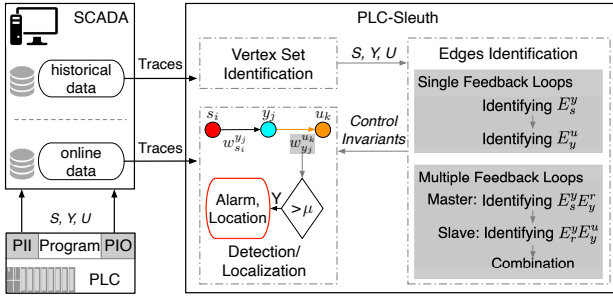 SCADA
historical
data
online
data
S, Y, U
PII Program PIO
PLC
Traces
Traces
PLC-Sleuth
Vertex Set
Identification
S, Y, U
s_i y_j u_k
w_{s_i}^{y_j} w_{y_j}^{u_k}
Alarm,
Location
Y
>μ
Detection/
Localization
Control
Invariants
Edges Identification
Single Feedback Loops
Identifying E_s^y
Identifying E_y^u
Multiple Feedback Loops
Master: Identifying E_s^y E_y^r
Slave: Identifying E_r^y E_y^u
Combination